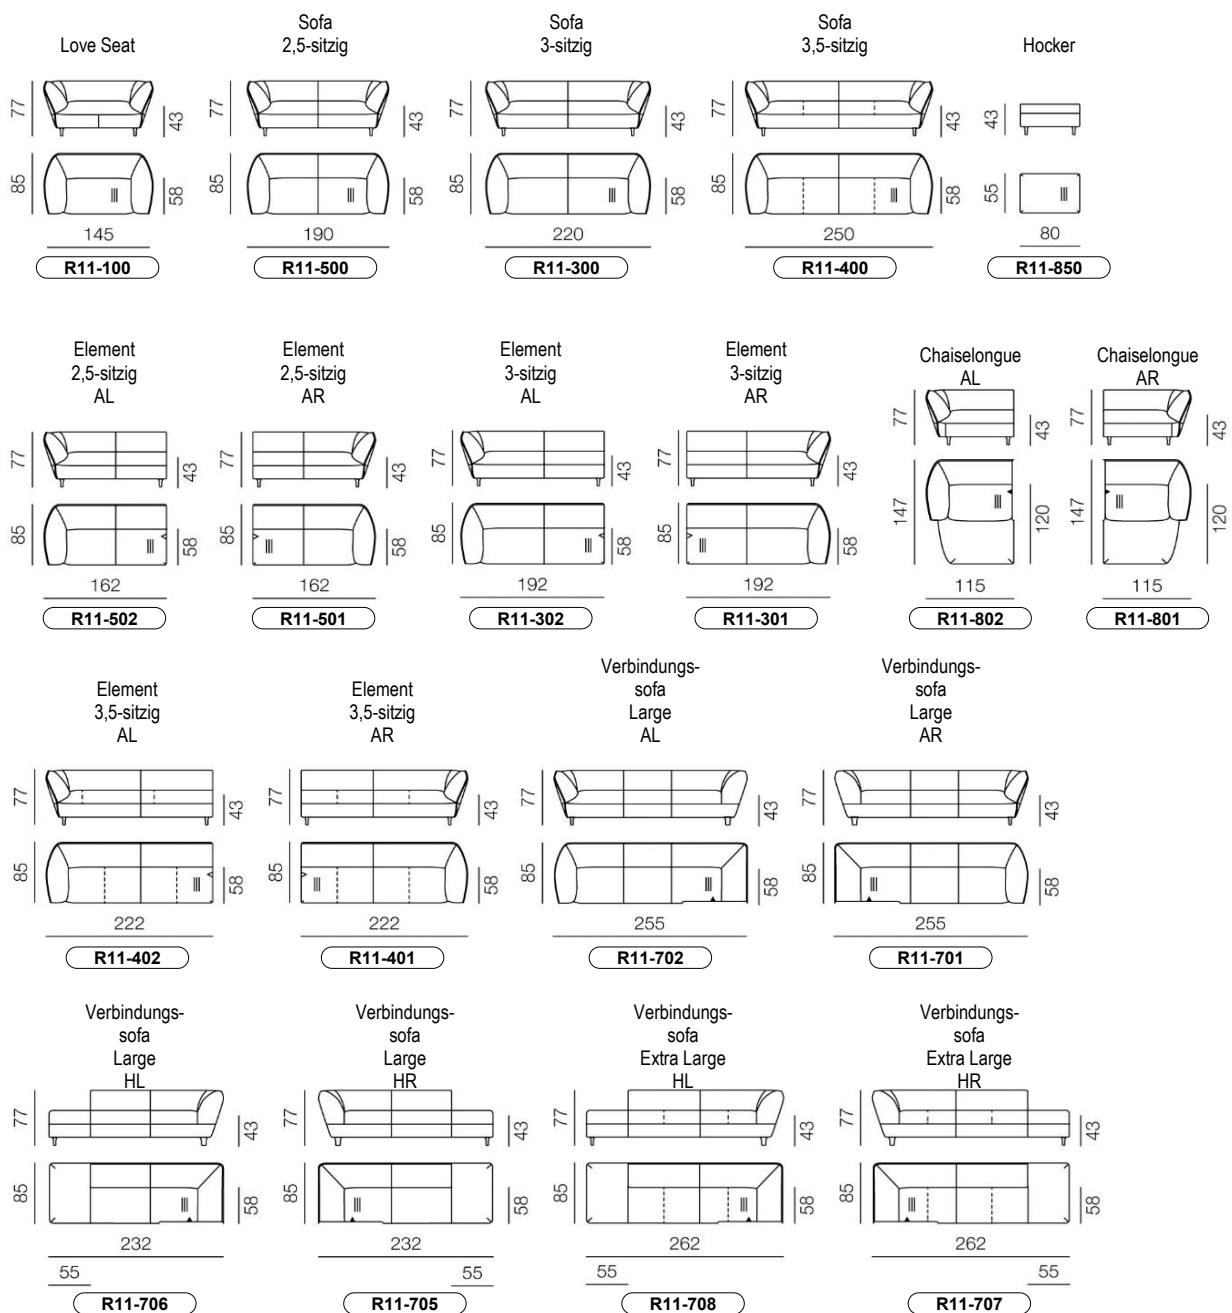 Love Seat
Sofa
2,5-sitzig
Sofa
3-sitzig
Sofa
3,5-sitzig
Hocker
77
43
77
43
77
43
77
43
43
85
58
85
58
85
58
85
58
55
145
190
220
250
80
R11-100
R11-500
R11-300
R11-400
R11-850
Element
2,5-sitzig
AL
Element
2,5-sitzig
AR
Element
3-sitzig
AL
Element
3-sitzig
AR
Chaiselongue
AL
Chaiselongue
AR
77
43
77
43
77
43
77
43
77
43
77
43
85
58
85
58
85
58
85
58
147
120
147
120
162
162
192
192
115
115
R11-502
R11-501
R11-302
R11-301
R11-802
R11-801
Element
3,5-sitzig
AL
Element
3,5-sitzig
AR
Verbindungs-
sofa
Large
AL
Verbindungs-
sofa
Large
AR
77
43
77
43
77
43
77
43
85
58
85
58
85
58
85
58
222
222
255
255
R11-402
R11-401
R11-702
R11-701
Verbindungs-
sofa
Large
HL
Verbindungs-
sofa
Large
HR
Verbindungs-
sofa
Extra Large
HL
Verbindungs-
sofa
Extra Large
HR
77
43
77
43
77
43
77
43
85
58
85
58
85
58
85
58
232
232
262
262
55
55
55
55
R11-706
R11-705
R11-708
R11-707